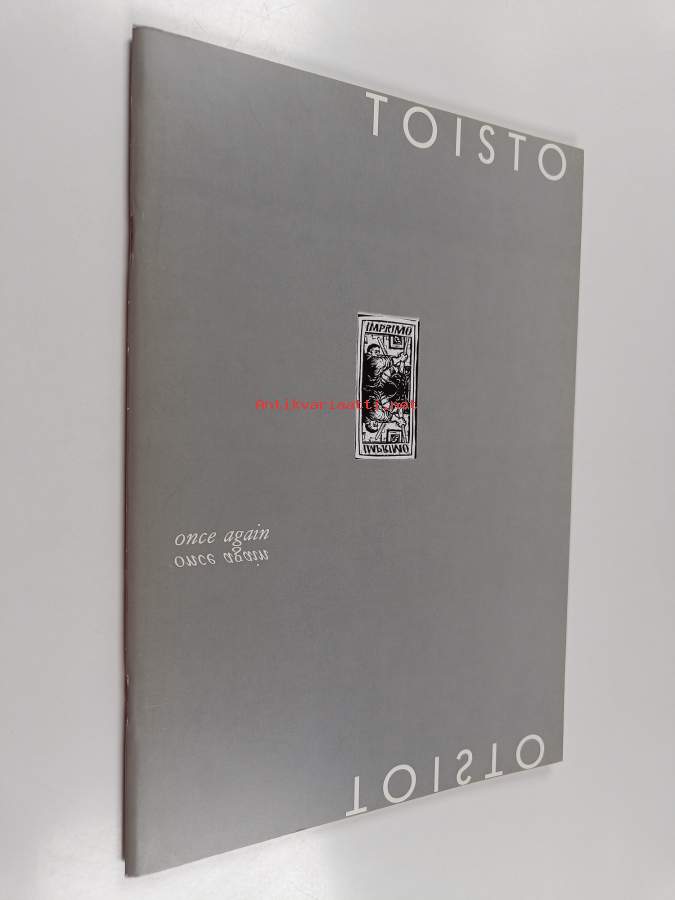 TOISTO
IMPRIMO
Antikvariaatti.net
IMPRIMO
once again
once again
TOISTO